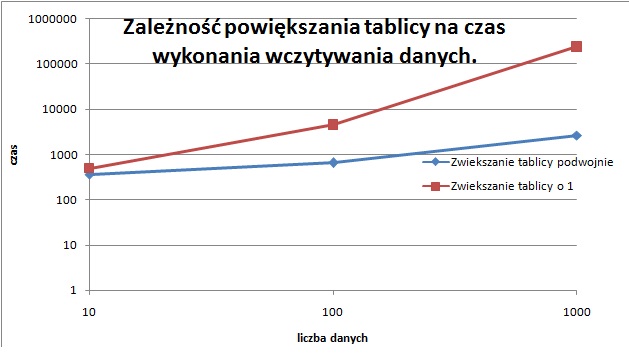 Zależność powiększania tablicy na czas
wykonania wczytywania danych.
1000000
100000
10000
1000
100
10
1
czas
Zwiekszanie tablicy podwojnie
Zwiekszanie tablicy o 1
10
100
1000
liczba danych